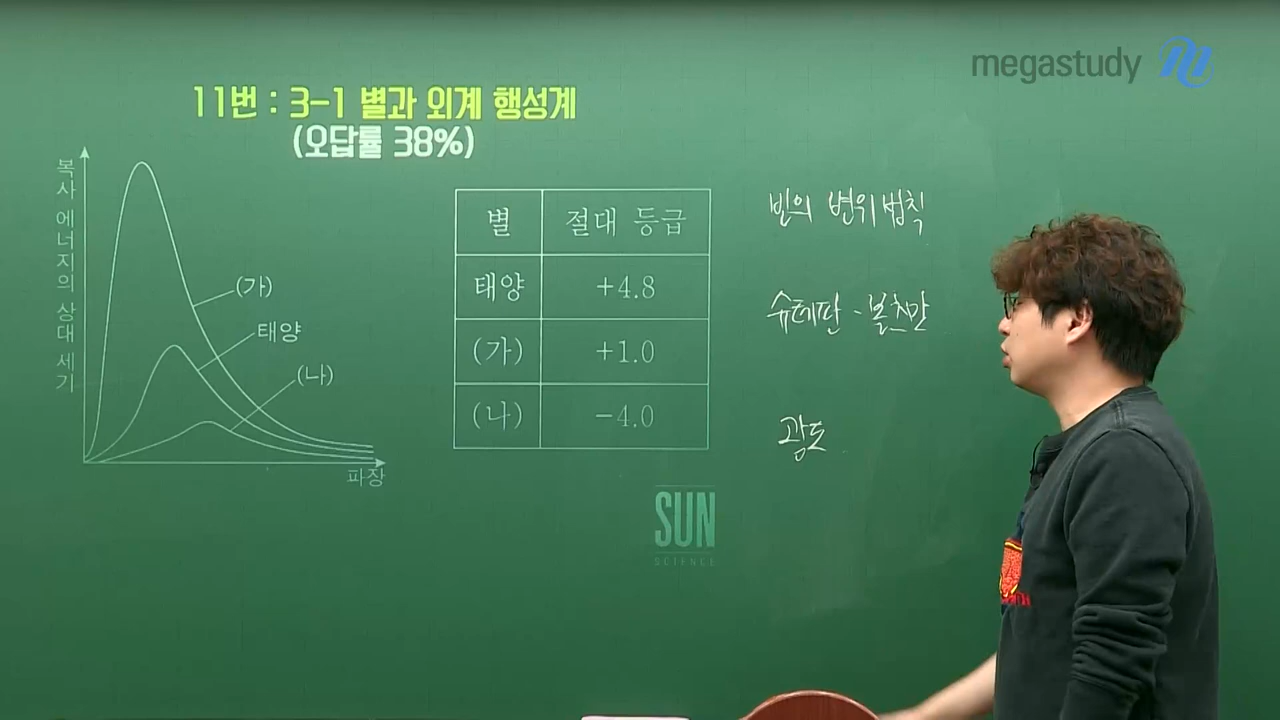 megastudy
11번 : 3-1 별과 외계 행성계
(오답률 38%)
복사 에너지의 상대 세기
(가)
태양
(나)
파장
별 절대 등급
태양 +4.8
(가) +1.0
(나) -4.0
빈의 변위법칙
슈테판-볼츠만
광도
SUN
SCIENCE